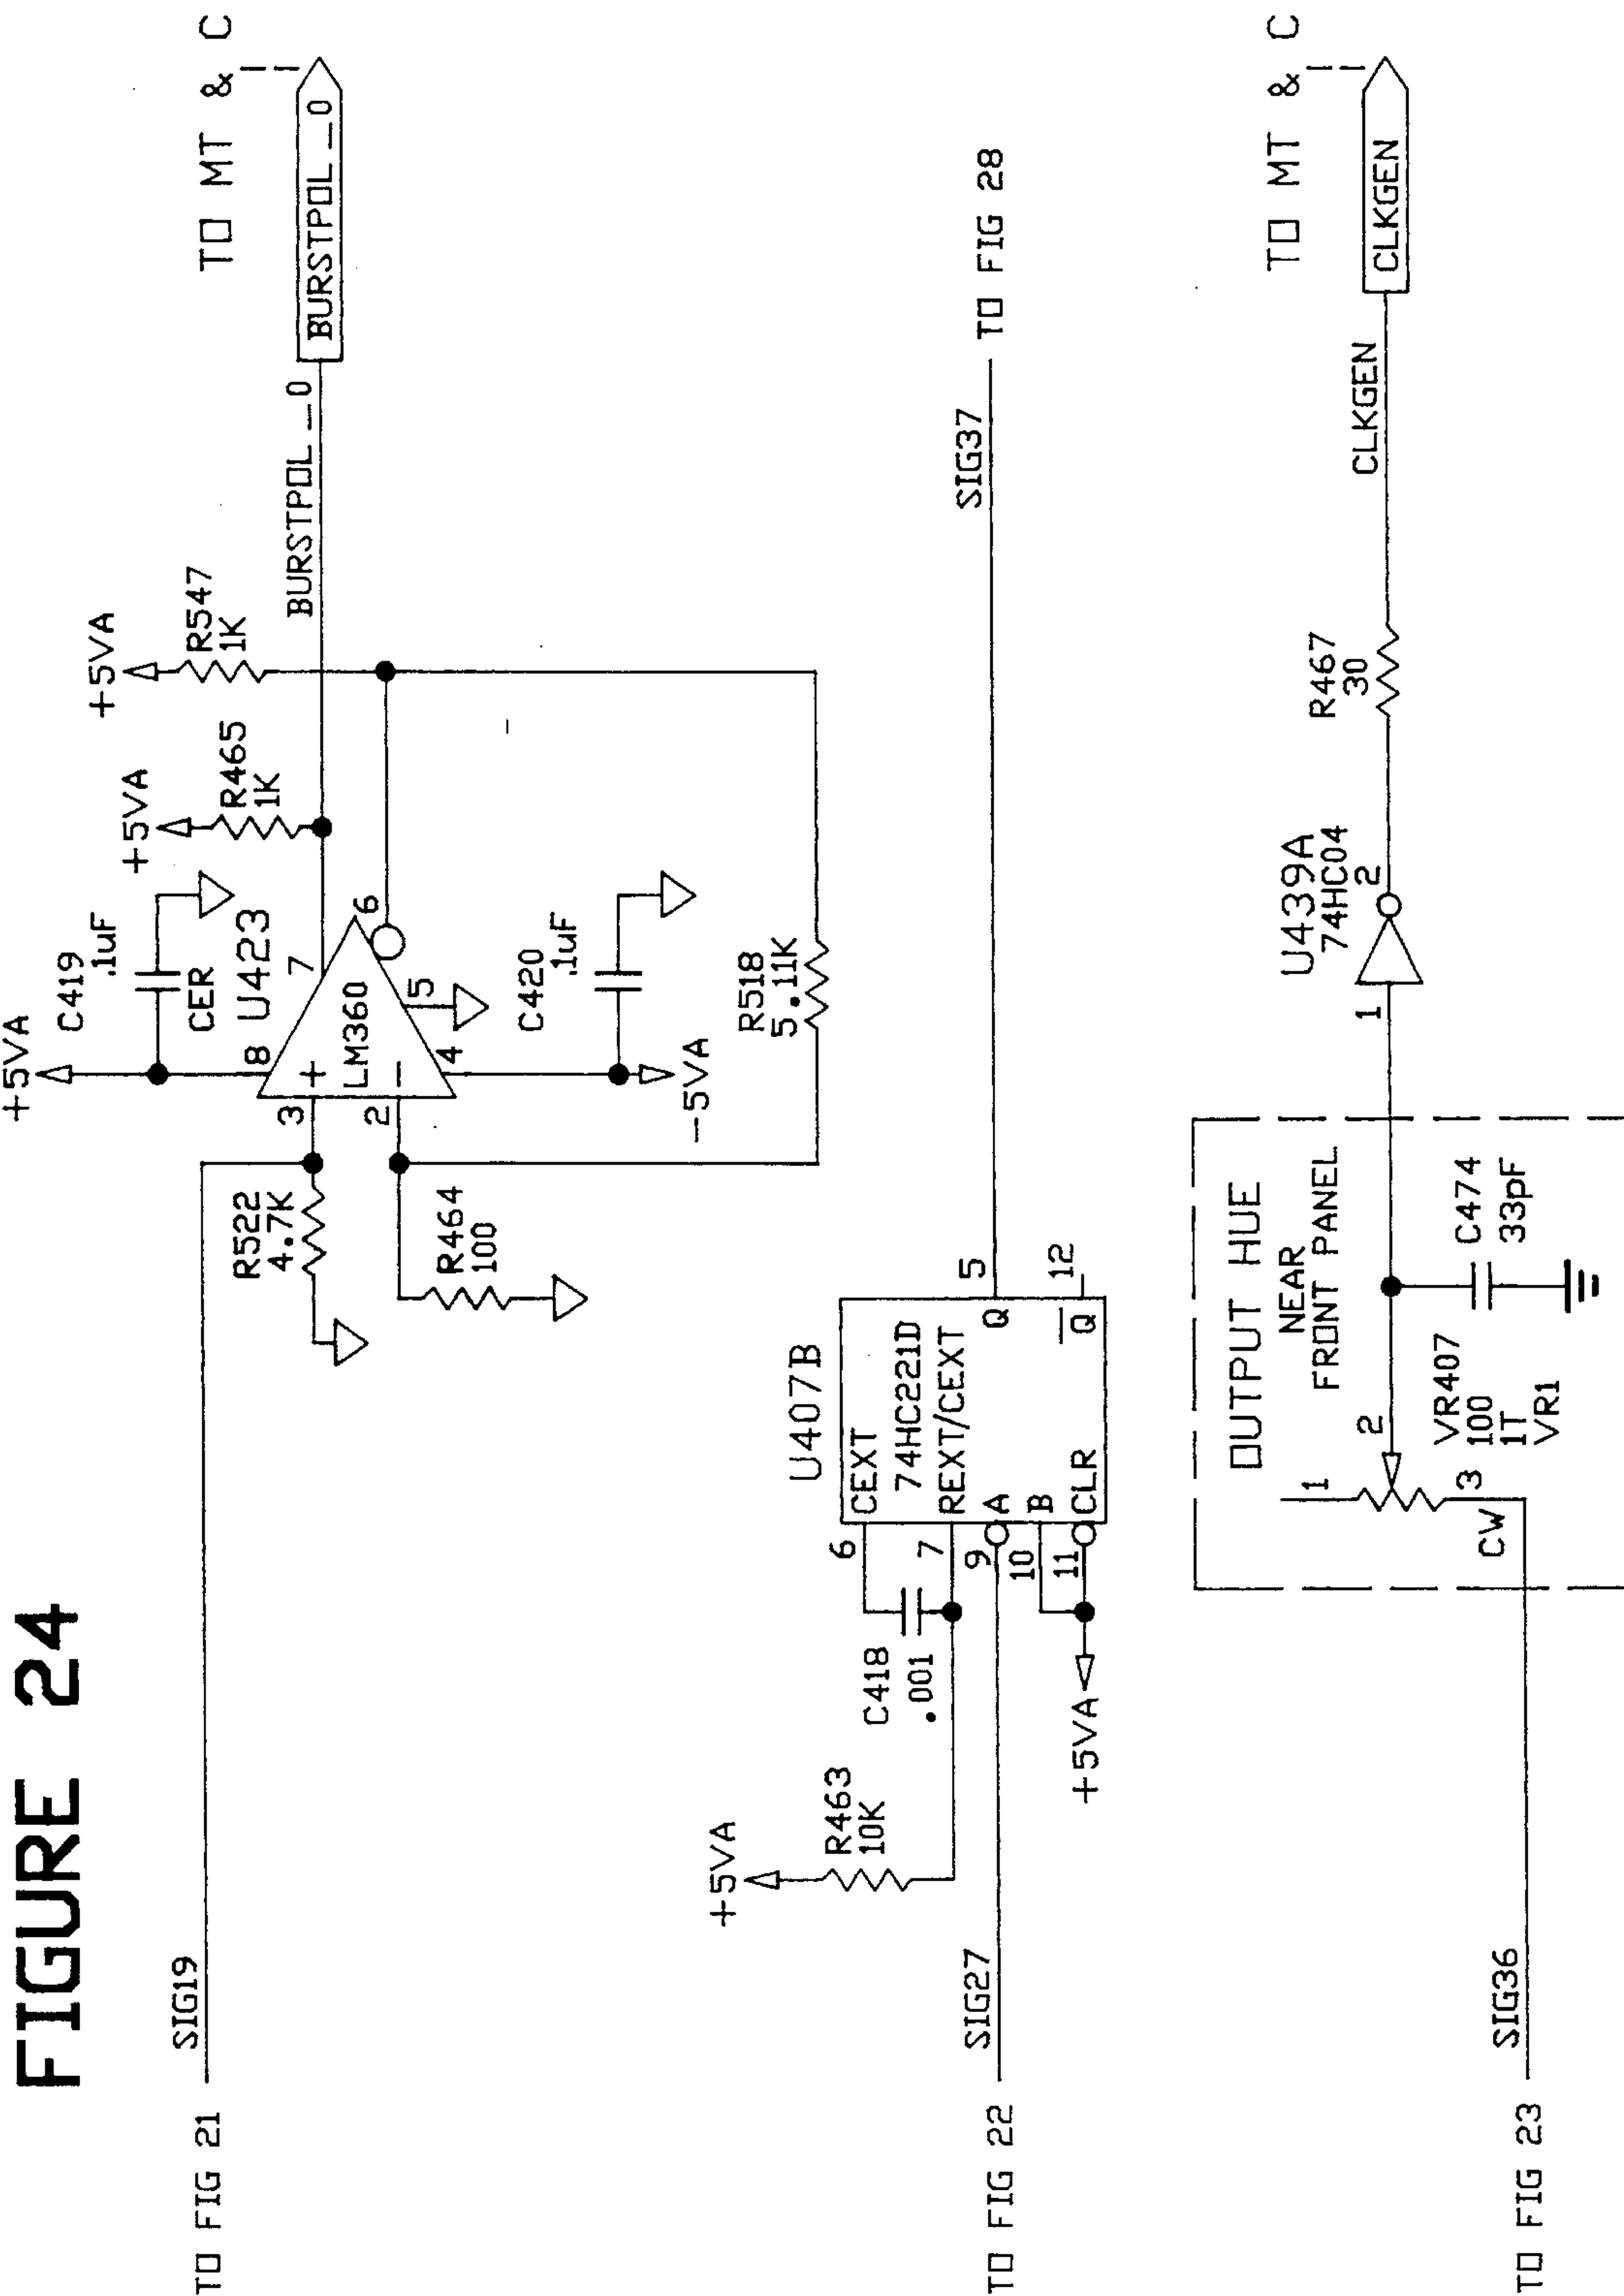 FIGURE 24
TO FIG 21
SIG19
+5VA
C419
.1uF
CER
U423
8
3
+
LM360
2
−
7
6
5
4
R522
4.7K
R464
100
+5VA
R465
1K
+5VA
R547
1K
BURSTPOL_0
BURSTPOL_0
TO MT & C
C420
.1uF
-5VA
R518
5.11K
+5VA
R463
10K
C418
.001
U407B
6
CEXT
74HC221D
7
REXT/CEXT
9
A
10
B
11
CLR
Q
5
Q
12
+5VA
TO FIG 22
SIG27
SIG37
TO FIG 28
OUTPUT HUE
NEAR
FRONT PANEL
1
2
3
CW
VR407
100
1T
VR1
C474
33pF
TO FIG 23
SIG36
U439A
74HC04
1
2
R467
30
CLKGEN
CLKGEN
TO MT & C